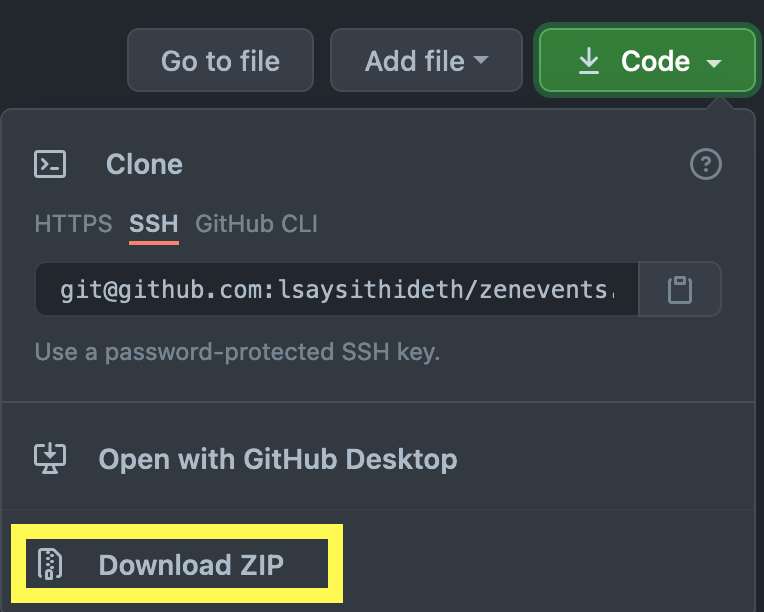 Go to file Add file Code
Clone
HTTPS SSH GitHub CLI
git@github.com:lsaysithideth/zenevents.
Use a password-protected SSH key.
Open with GitHub Desktop
Download ZIP